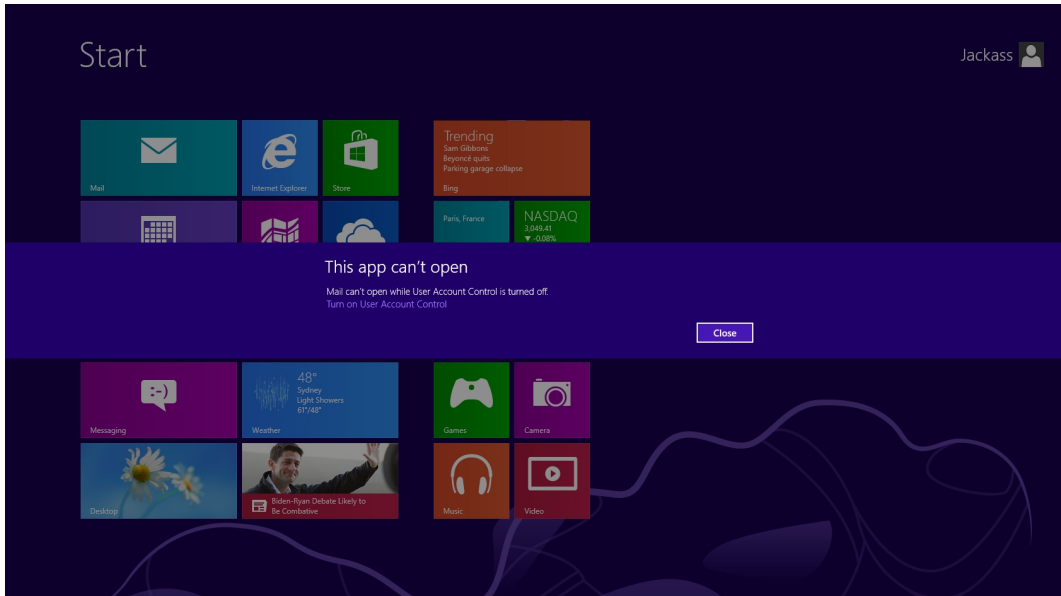 Start
Jackass
Mail
Internet Explorer
Store
Trending
Sam Gibbons
Beyoncé quits
Parking garage collapse
Bing
Paris, France
NASDAQ
3,049.41
▼ -0.08%
This app can't open
Mail can't open while User Account Control is turned off.
Turn on User Account Control
Close
Messaging
48°
Sydney
Light Showers
61°/48°
Weather
Games
Camera
Desktop
Biden-Ryan Debate Likely to
Be Combative
Music
Video